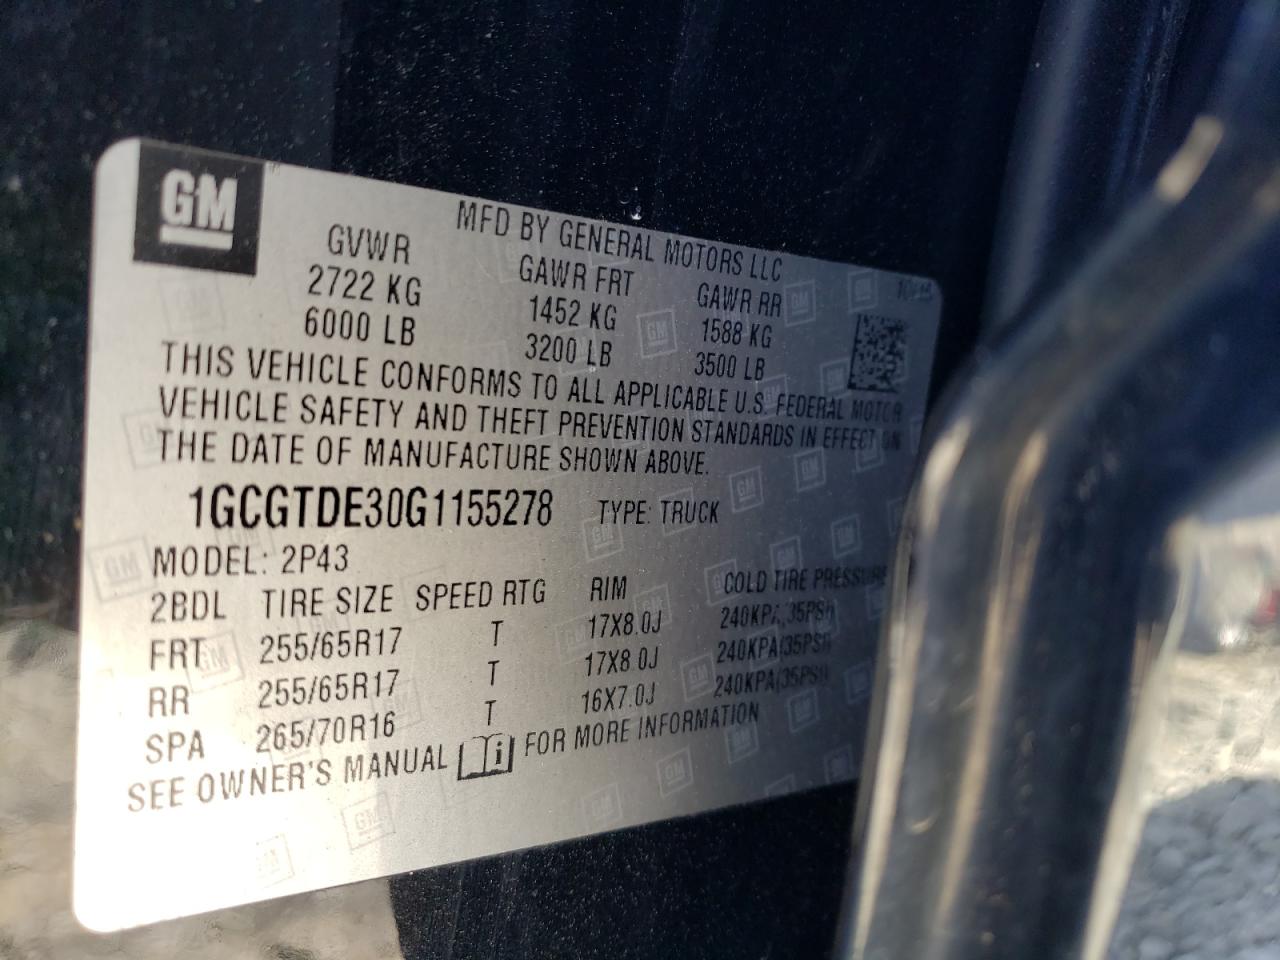 GM
MFD BY GENERAL MOTORS LLC
GVWR GAWR FRT GAWR RR
2722 KG 1452 KG 1588 KG
6000 LB 3200 LB 3500 LB
THIS VEHICLE CONFORMS TO ALL APPLICABLE U.S. FEDERAL MOTOR
VEHICLE SAFETY AND THEFT PREVENTION STANDARDS IN EFFECT ON
THE DATE OF MANUFACTURE SHOWN ABOVE.
1GCGTDE30G1155278 TYPE: TRUCK
MODEL: 2P43
2BDL TIRE SIZE SPEED RTG RIM COLD TIRE PRESSURE
FRT 255/65R17 T 17X8.0J 240KPA(35PSI)
RR 255/65R17 T 17X8.0J 240KPA(35PSI)
SPA 265/70R16 T 16X7.0J 240KPA(35PSI)
SEE OWNER'S MANUAL FOR MORE INFORMATION